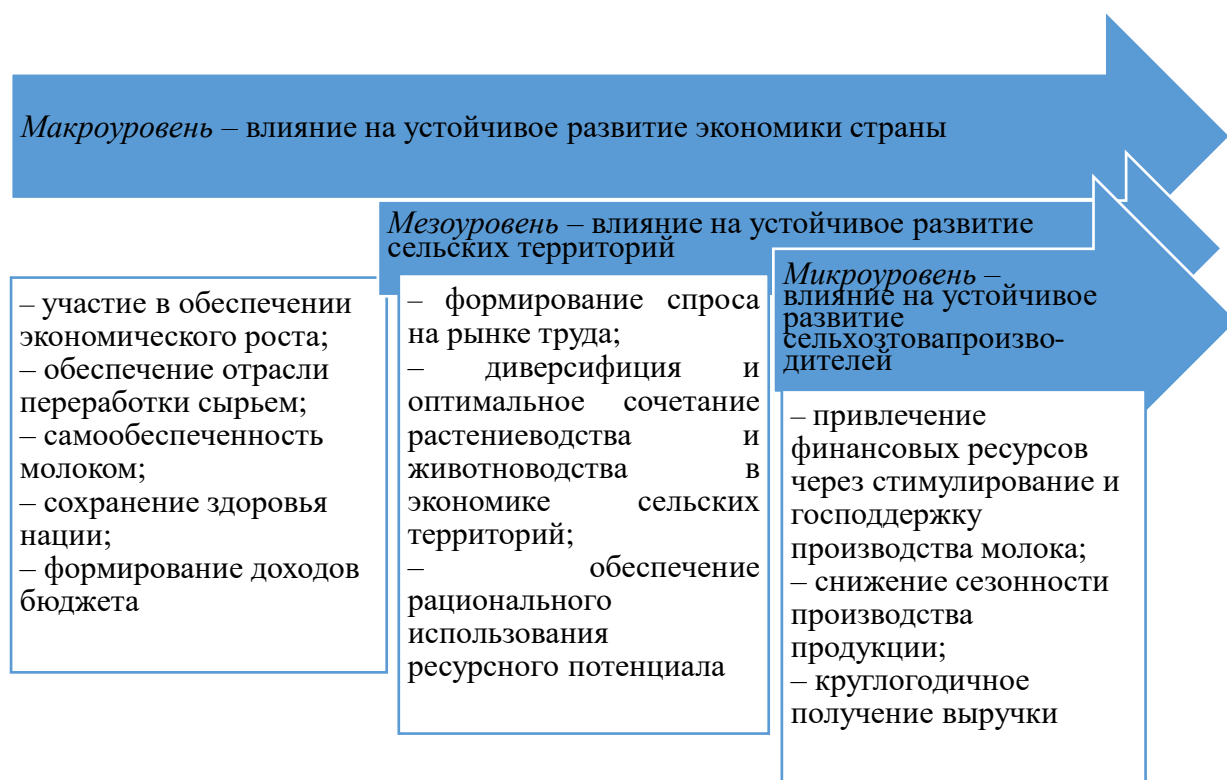 Макроуровень – влияние на устойчивое развитие экономики страны
– участие в обеспечении
экономического роста;
– обеспечение отрасли
переработки сырьем;
– самообеспеченность
молоком;
– сохранение здоровья
нации;
– формирование доходов
бюджета
Мезоуровень – влияние на устойчивое развитие
сельских территорий
– формирование спроса
на рынке труда;
– диверсифиция и
оптимальное сочетание
растениеводства и
животноводства в
экономике сельских
территорий;
– обеспечение
рационального
использования
ресурсного потенциала
Микроуровень –
влияние на устойчивое
развитие
сельхозтовапроизво-
дителей
– привлечение
финансовых ресурсов
через стимулирование и
господдержку
производства молока;
– снижение сезонности
производства
продукции;
– круглогодичное
получение выручки